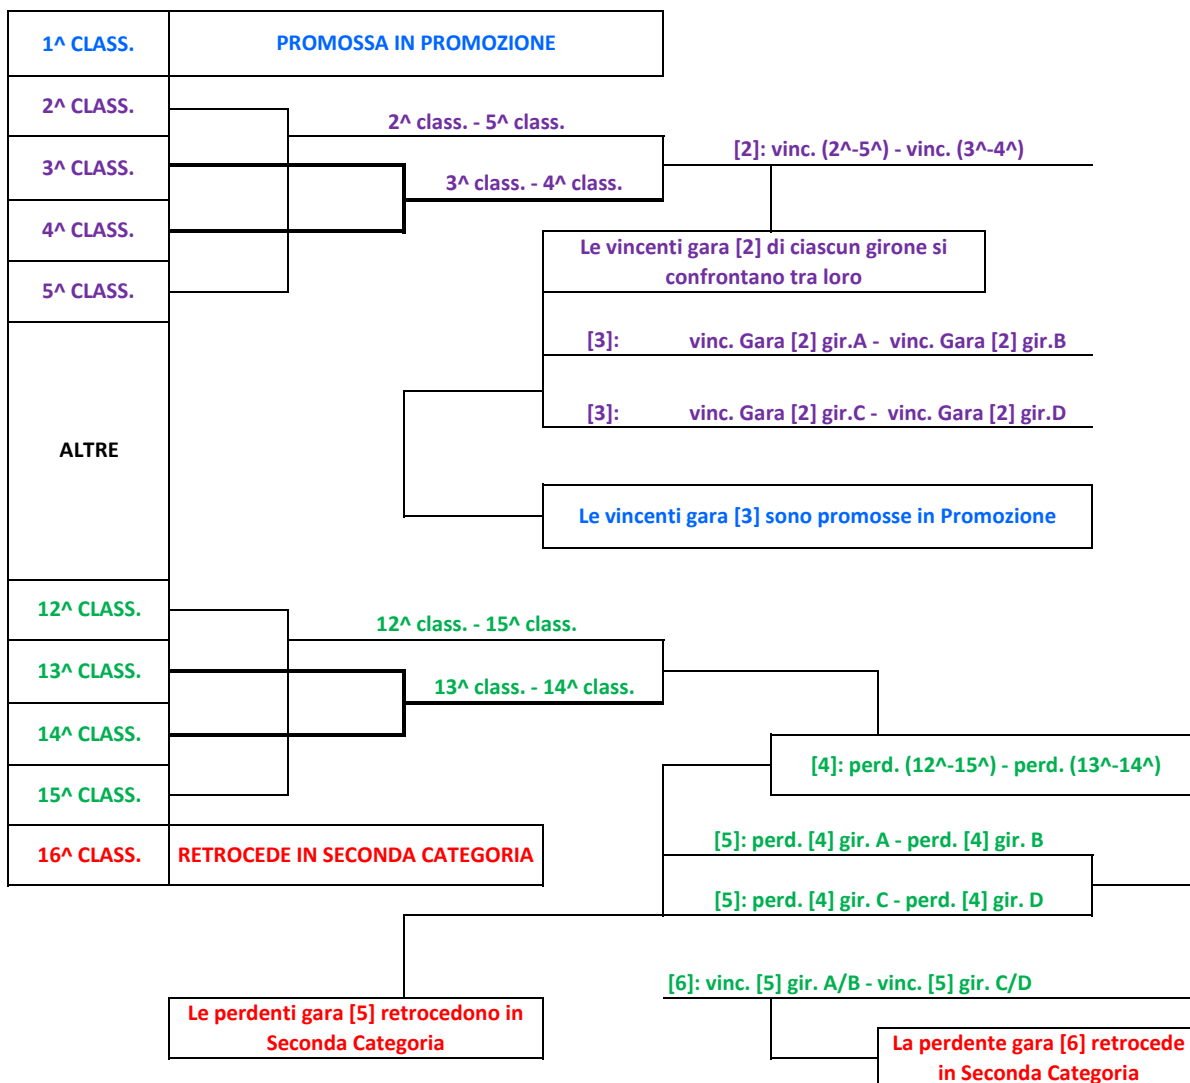 1^ CLASS.
PROMOSSA IN PROMOZIONE
2^ CLASS.
2^ class. - 5^ class.
[2]: vinc. (2^-5^) - vinc. (3^-4^)
3^ CLASS.
3^ class. - 4^ class.
4^ CLASS.
Le vincenti gara [2] di ciascun girone si
confrontano tra loro
5^ CLASS.
[3]: vinc. Gara [2] gir.A - vinc. Gara [2] gir.B
[3]: vinc. Gara [2] gir.C - vinc. Gara [2] gir.D
ALTRE
Le vincenti gara [3] sono promosse in Promozione
12^ CLASS.
12^ class. - 15^ class.
13^ CLASS.
13^ class. - 14^ class.
14^ CLASS.
[4]: perd. (12^-15^) - perd. (13^-14^)
15^ CLASS.
[5]: perd. [4] gir. A - perd. [4] gir. B
16^ CLASS.
RETROCEDE IN SECONDA CATEGORIA
[5]: perd. [4] gir. C - perd. [4] gir. D
[6]: vinc. [5] gir. A/B - vinc. [5] gir. C/D
Le perdenti gara [5] retrocedono in
Seconda Categoria
La perdente gara [6] retrocede
in Seconda Categoria